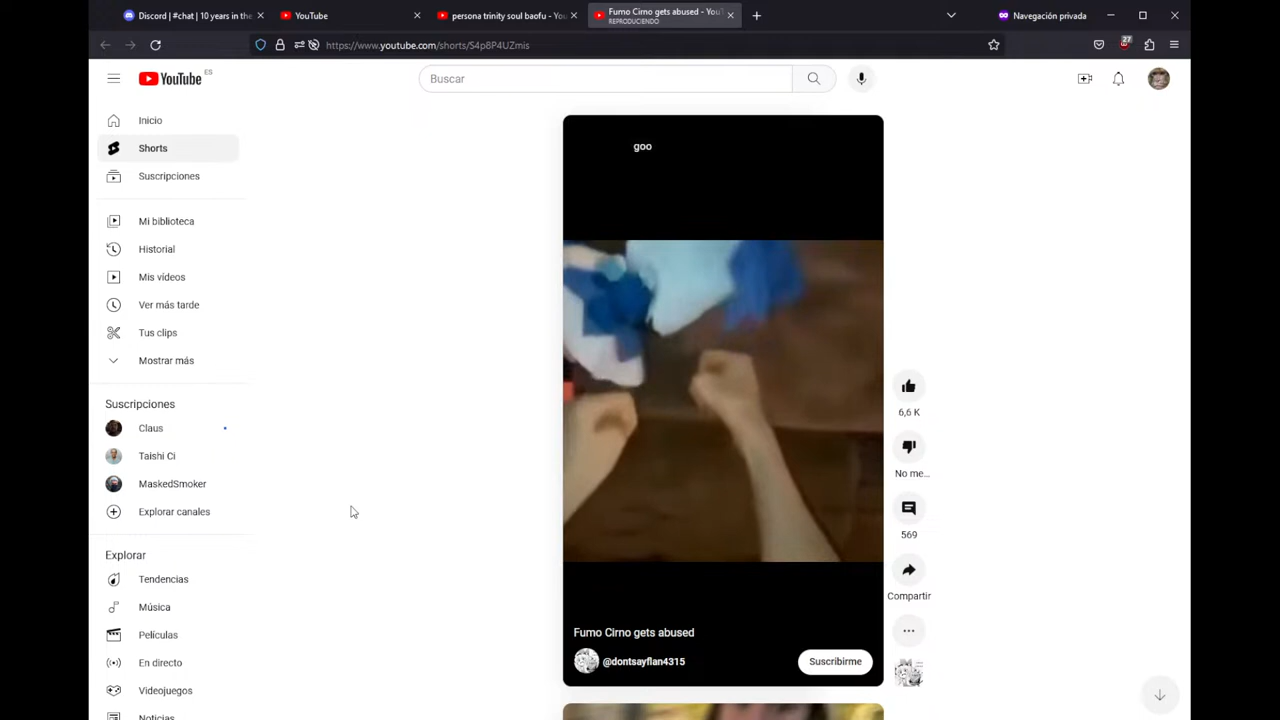 Discord | #chat | 10 years in the
YouTube
persona trinity soul baofu - You
Fumo Cirno gets abused - YouT
REPRODUCIENDO
Navegación privada
https://www.youtube.com/shorts/S4p8P4UZmis
27
YouTube ES
Buscar
Inicio
Shorts
Suscripciones
Mi biblioteca
Historial
Mis vídeos
Ver más tarde
Tus clips
Mostrar más
Suscripciones
Claus
Taishi Ci
MaskedSmoker
Explorar canales
Explorar
Tendencias
Música
Películas
En directo
Videojuegos
Noticias
goo
6,6 K
No me...
569
Compartir
Fumo Cirno gets abused
@dontsayflan4315
Suscribirme